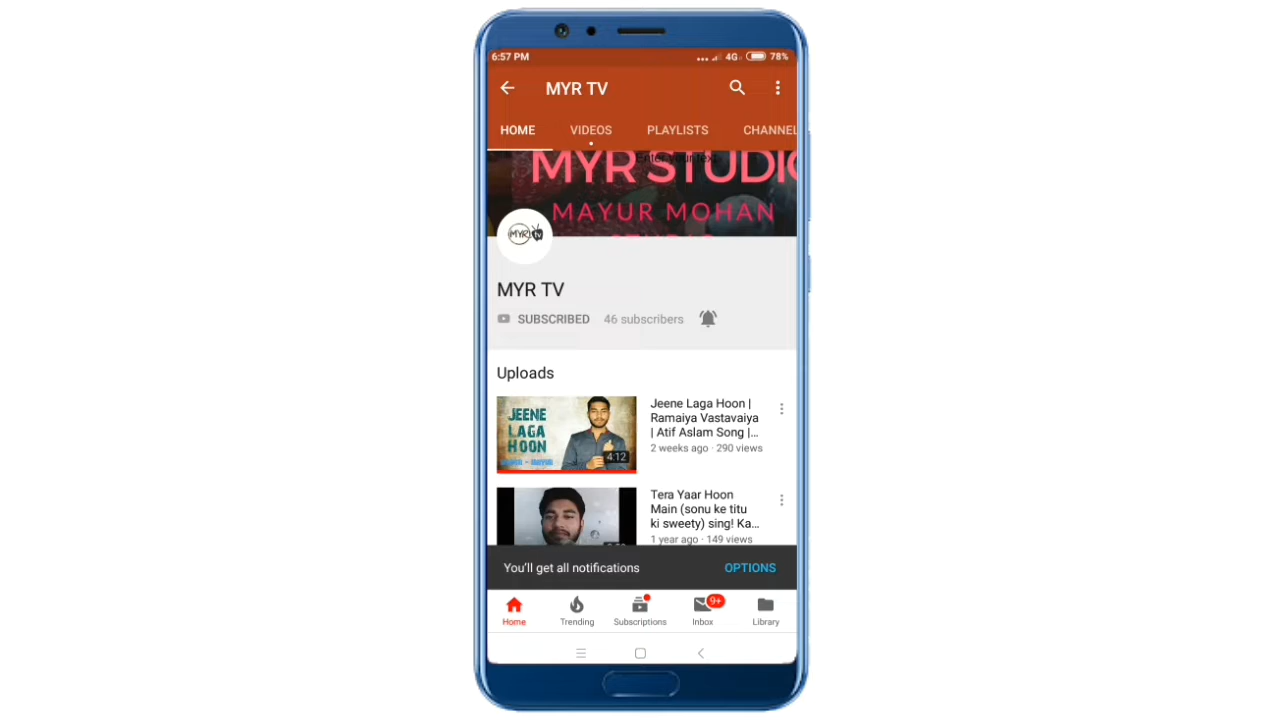 6:57 PM 4G 78%
MYR TV
HOME VIDEOS PLAYLISTS CHANNEL
Enter your text
MYR STUDIO
MAYUR MOHAN
MYR tv
MYR TV
SUBSCRIBED 46 subscribers
Uploads
JEENE
LAGA
HOON
4:12
Jeene Laga Hoon |
Ramaiya Vastavaiya
| Atif Aslam Song |...
2 weeks ago · 290 views
Tera Yaar Hoon
Main (sonu ke titu
ki sweety) sing! Ka...
1 year ago · 149 views
You'll get all notifications OPTIONS
9+
Home Trending Subscriptions Inbox Library